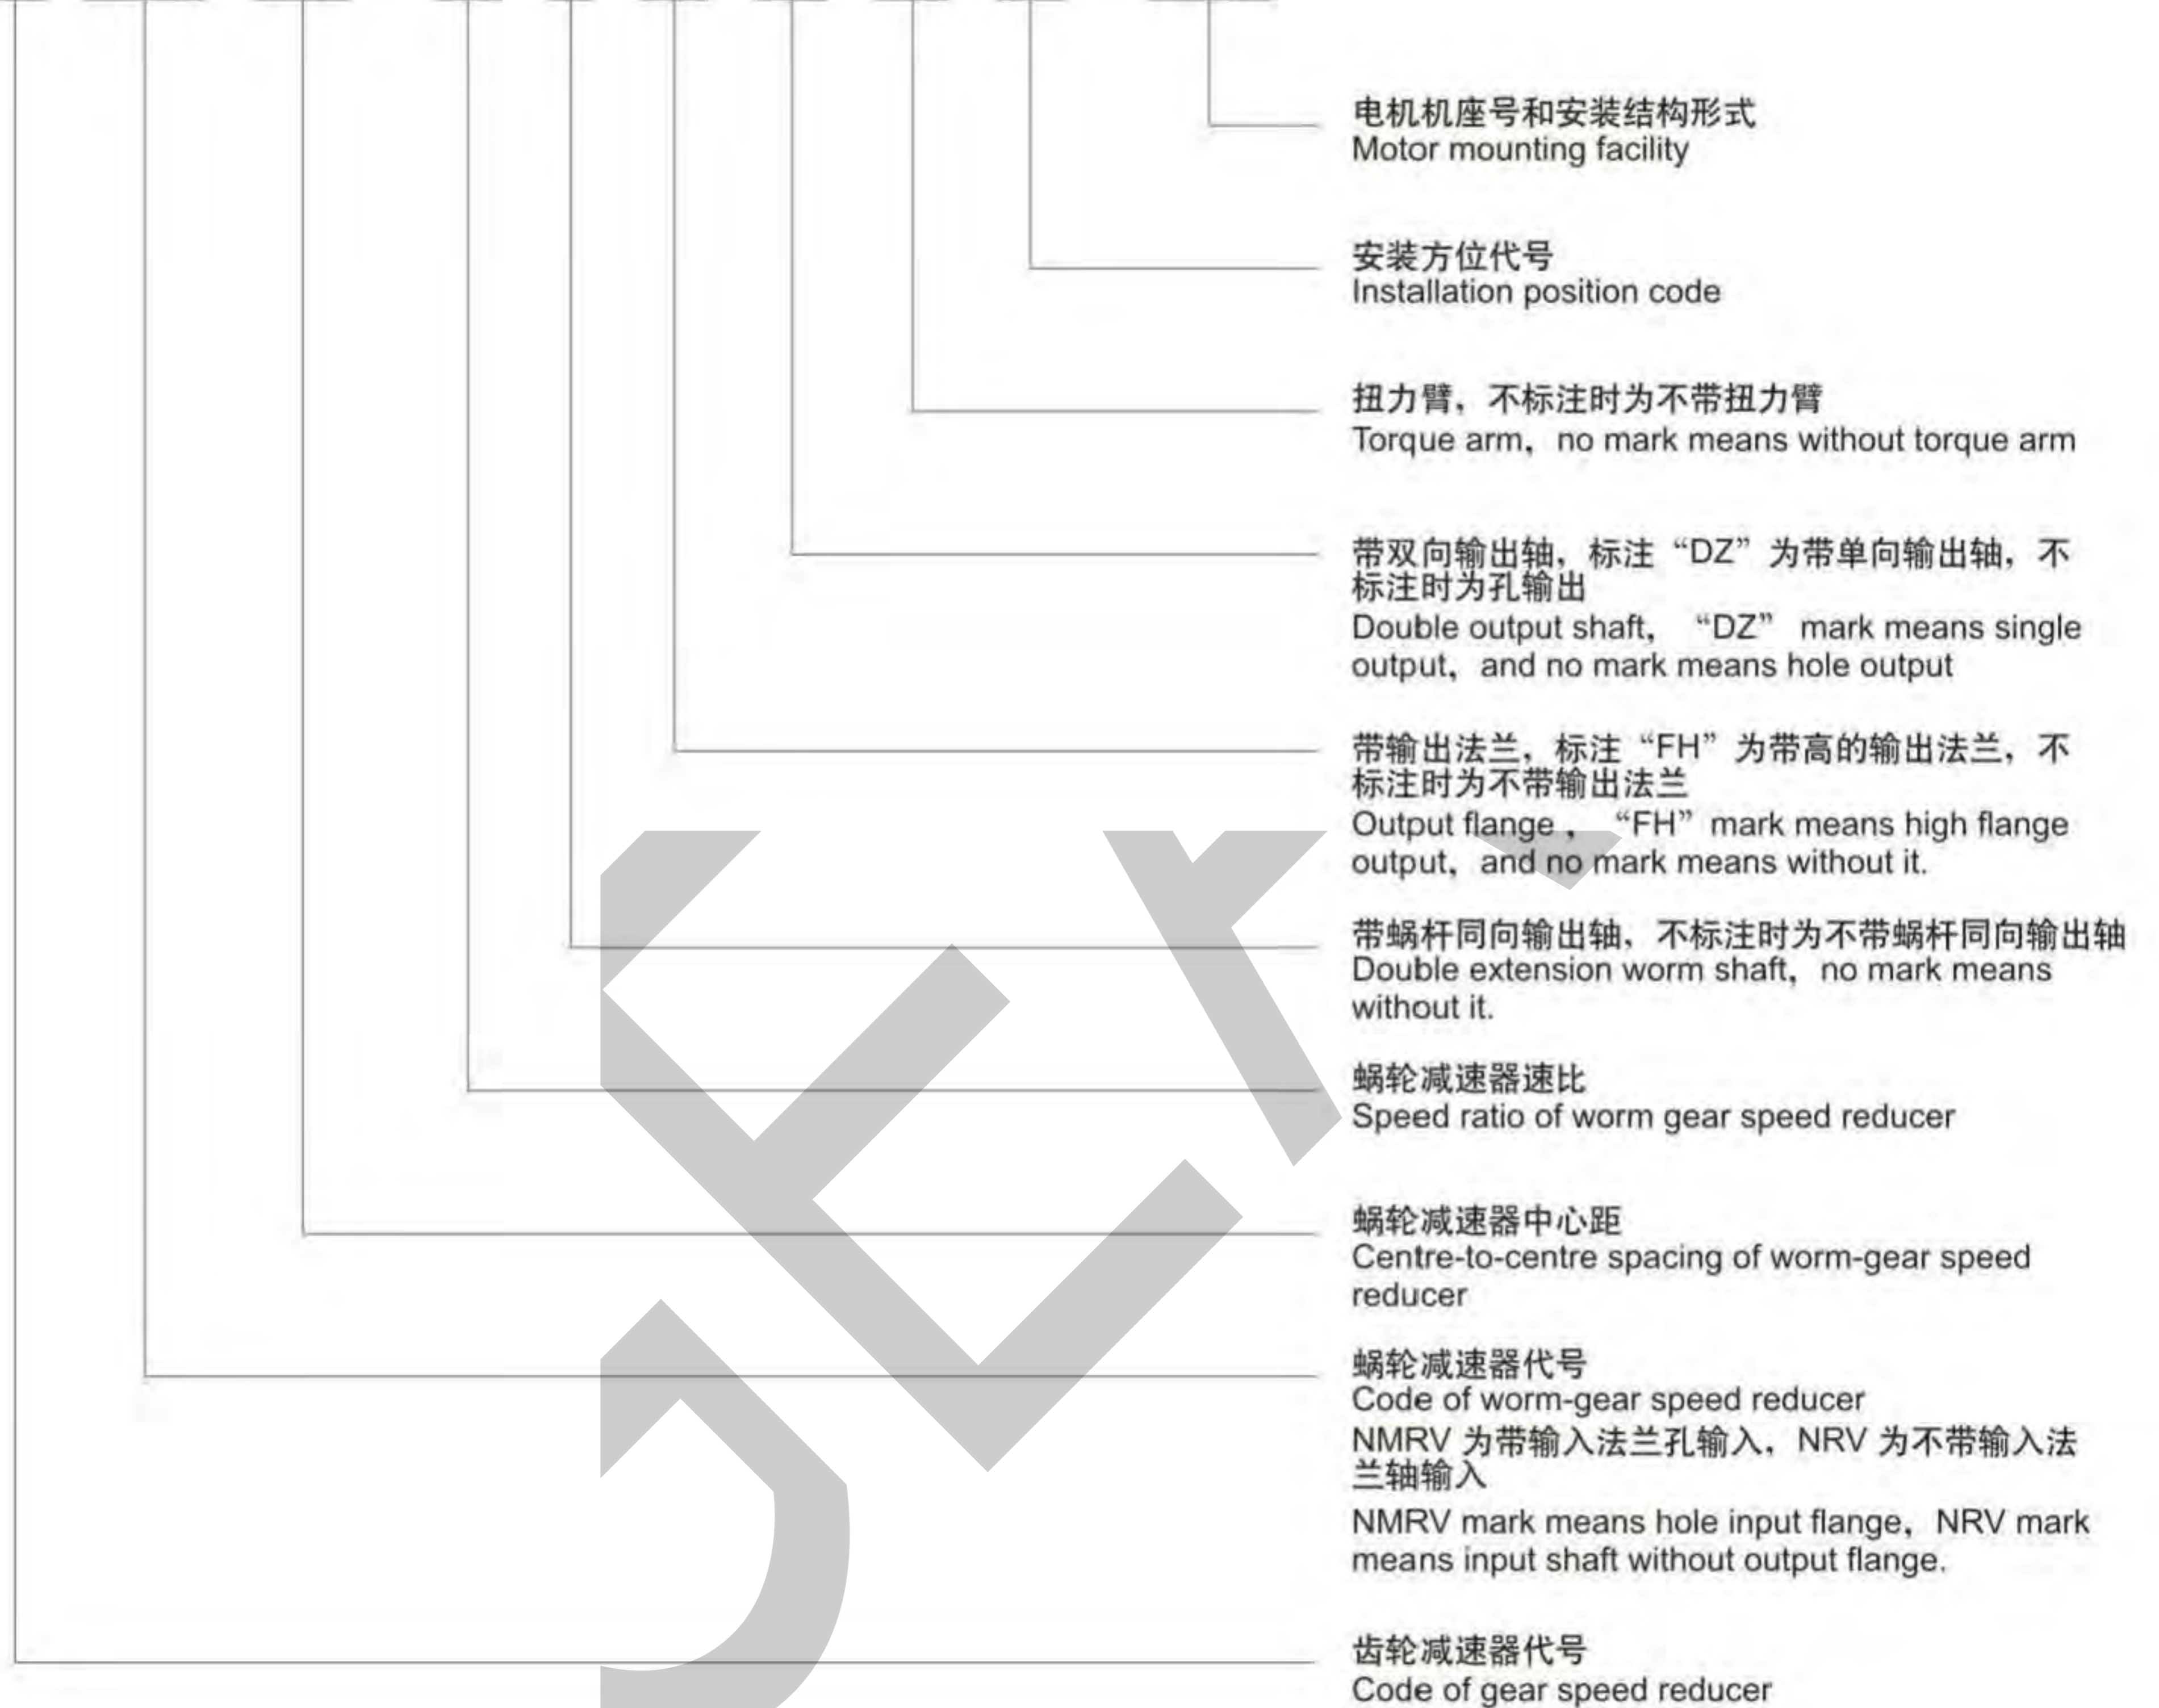 电机机座号和安装结构形式
Motor mounting facility
安装方位代号
Installation position code
扭力臂，不标注时为不带扭力臂
Torque arm，no mark means without torque arm
带双向输出轴，标注“DZ”为带单向输出轴，不
标注时为孔输出
Double output shaft， “DZ” mark means single
output，and no mark means hole output
带输出法兰，标注“FH”为带高的输出法兰，不
标注时为不带输出法兰
Output flange， “FH” mark means high flange
output，and no mark means without it.
带蜗杆同向输出轴，不标注时为不带蜗杆同向输出轴
Double extension worm shaft，no mark means
without it.
蜗轮减速器速比
Speed ratio of worm gear speed reducer
蜗轮减速器中心距
Centre-to-centre spacing of worm-gear speed
reducer
蜗轮减速器代号
Code of worm-gear speed reducer
NMRV 为带输入法兰孔输入，NRV 为不带输入法
兰轴输入
NMRV mark means hole input flange，NRV mark
means input shaft without output flange.
齿轮减速器代号
Code of gear speed reducer